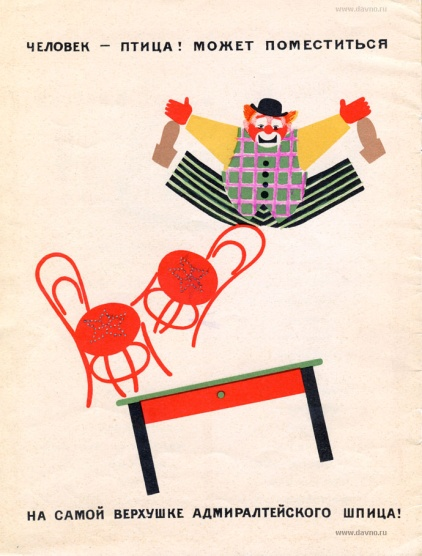 www.davno.ru
ЧЕЛОВЕК — ПТИЦА! МОЖЕТ ПОМЕСТИТЬСЯ
НА САМОЙ ВЕРХУШКЕ АДМИРАЛТЕЙСКОГО ШПИЦА!
www.davno.ru